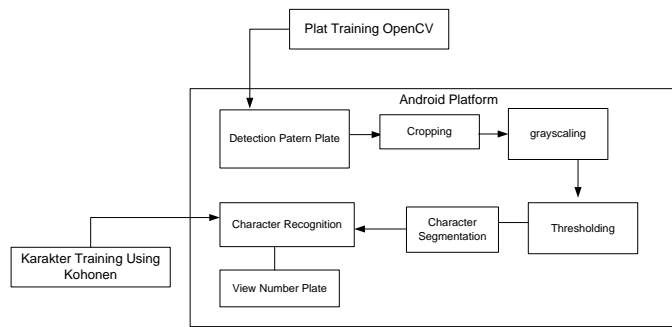 Plat Training OpenCV
Android Platform
Detection Patern Plate
Cropping
grayscaling
Character Recognition
Character
Segmentation
Thresholding
Karakter Training Using
Kohonen
View Number Plate